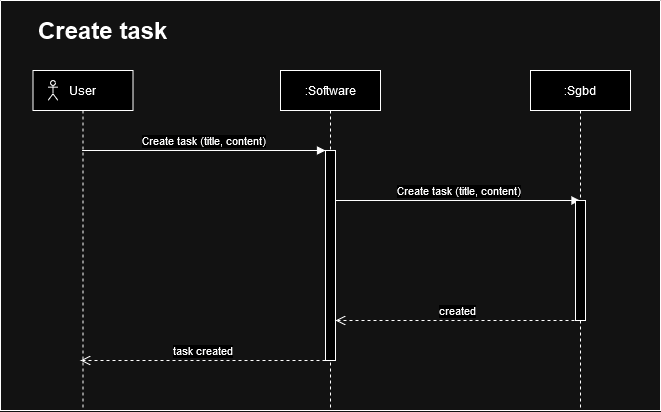 Create task
User
:Software
:Sgbd
Create task (title, content)
Create task (title, content)
created
task created